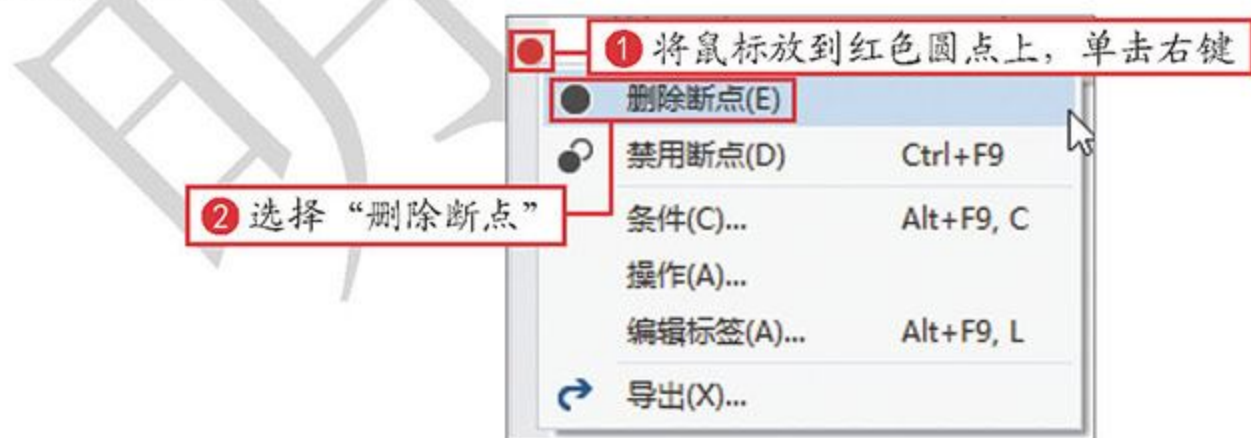 ❶ 将鼠标放到红色圆点上，单击右键
删除断点(E)
禁用断点(D) Ctrl+F9
❷ 选择“删除断点”
条件(C)... Alt+F9, C
操作(A)...
编辑标签(A)... Alt+F9, L
导出(X)...